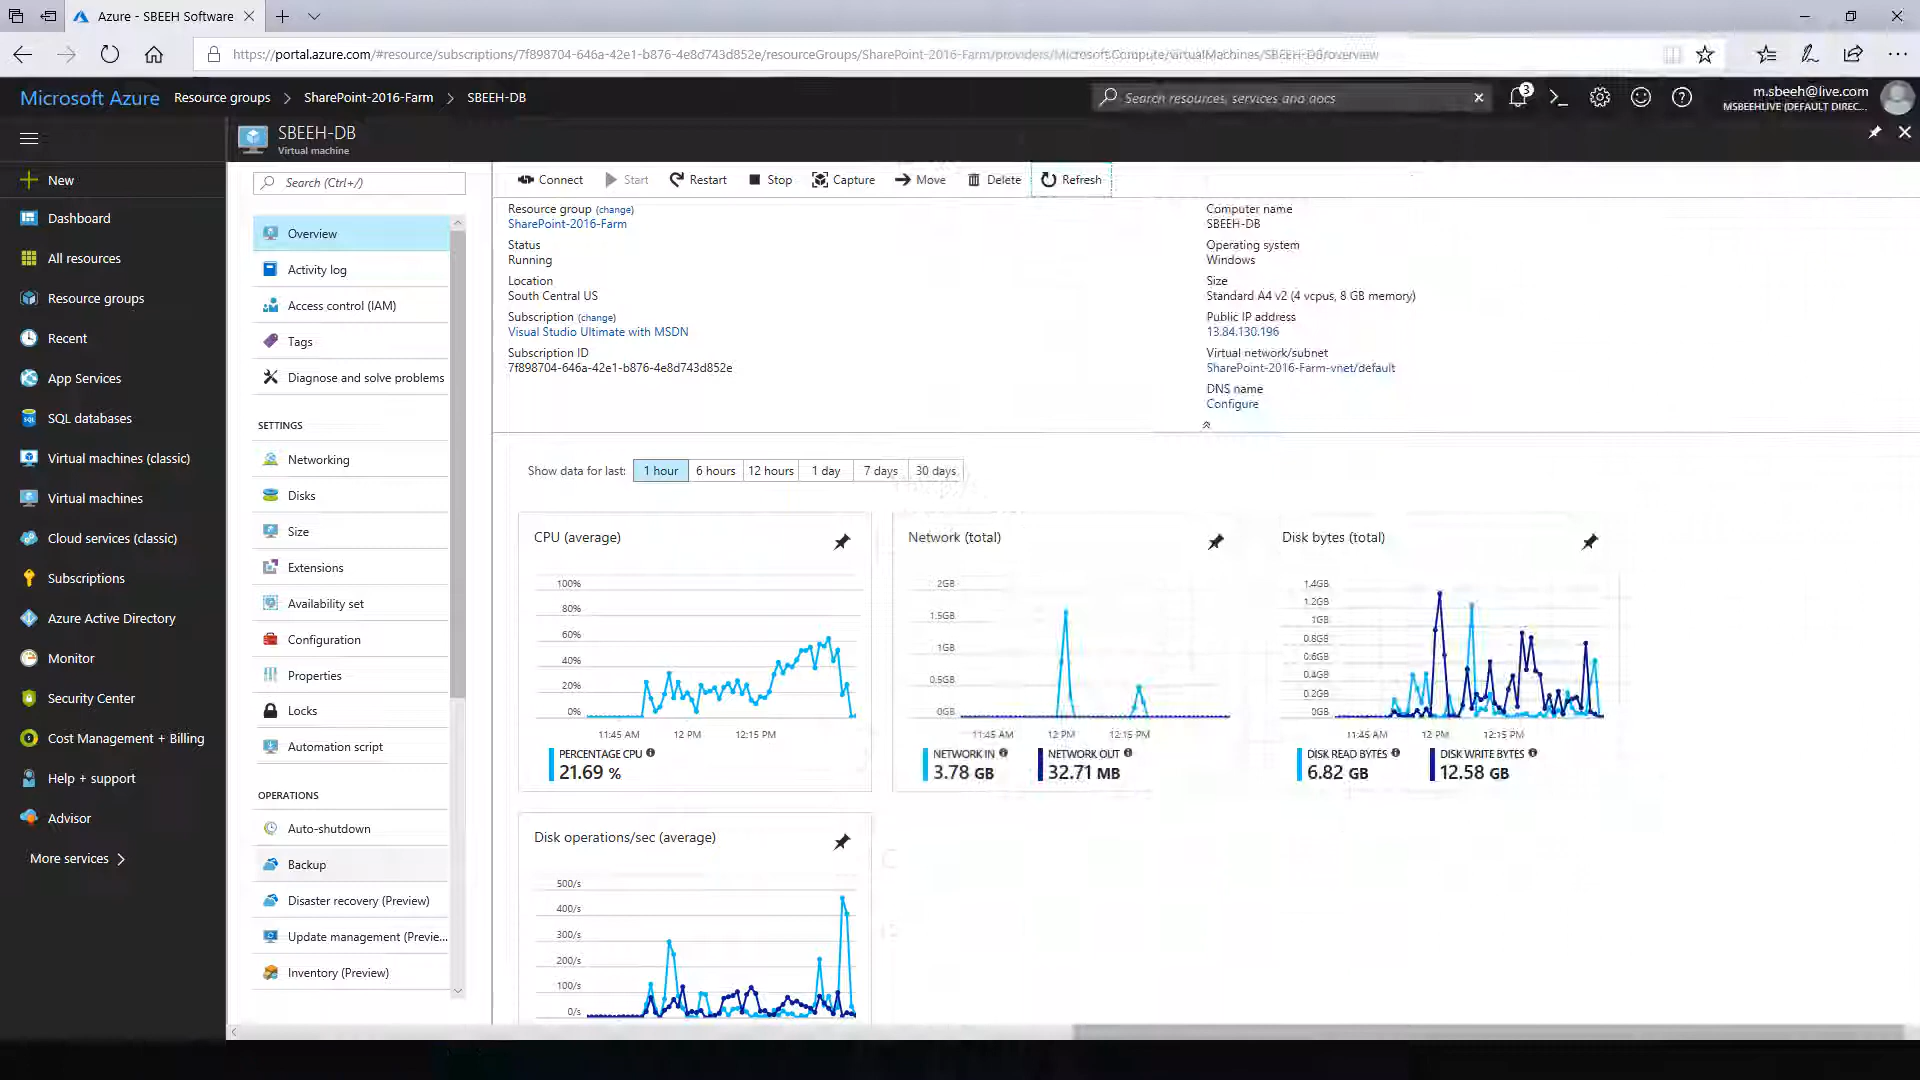 Azure - SBEEH Software
https://portal.azure.com/#resource/subscriptions/7f898704-646a-42e1-b876-4e8d743d852e/resourceGroups/SharePoint-2016-Farm/providers/Microsoft.Compute/virtualMachines/SBEEH-DB/overview
Microsoft Azure Resource groups > SharePoint-2016-Farm > SBEEH-DB
Search resources, services and docs
3
m.sbeeh@live.com
MSBEEHLIVE (DEFAULT DIREC...
SBEEH-DB
Virtual machine
New
Dashboard
All resources
Resource groups
Recent
App Services
SQL databases
Virtual machines (classic)
Virtual machines
Cloud services (classic)
Subscriptions
Azure Active Directory
Monitor
Security Center
Cost Management + Billing
Help + support
Advisor
More services
Search (Ctrl+/)
Overview
Activity log
Access control (IAM)
Tags
Diagnose and solve problems
SETTINGS
Networking
Disks
Size
Extensions
Availability set
Configuration
Properties
Locks
Automation script
OPERATIONS
Auto-shutdown
Backup
Disaster recovery (Preview)
Update management (Previe...
Inventory (Preview)
Connect Start Restart Stop Capture Move Delete Refresh
Resource group (change)
SharePoint-2016-Farm
Status
Running
Location
South Central US
Subscription (change)
Visual Studio Ultimate with MSDN
Subscription ID
7f898704-646a-42e1-b876-4e8d743d852e
Computer name
SBEEH-DB
Operating system
Windows
Size
Standard A4 v2 (4 vcpus, 8 GB memory)
Public IP address
13.84.130.196
Virtual network/subnet
SharePoint-2016-Farm-vnet/default
DNS name
Configure
Show data for last: 1 hour 6 hours 12 hours 1 day 7 days 30 days
CPU (average)
100%
80%
60%
40%
20%
0%
11:45 AM 12 PM 12:15 PM
PERCENTAGE CPU
21.69 %
Network (total)
2GB
1.5GB
1GB
0.5GB
0GB
11:45 AM 12 PM 12:15 PM
NETWORK IN NETWORK OUT
3.78 GB 32.71 MB
Disk bytes (total)
1.4GB
1.2GB
1GB
0.8GB
0.6GB
0.4GB
0.2GB
0GB
11:45 AM 12 PM 12:15 PM
DISK READ BYTES DISK WRITE BYTES
6.82 GB 12.58 GB
Disk operations/sec (average)
500/s
400/s
300/s
200/s
100/s
0/s